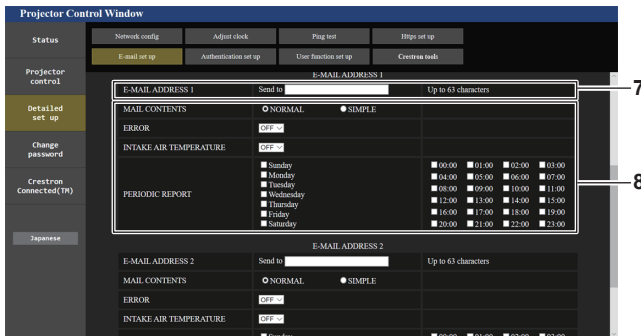 Projector Control Window
Status
Projector
control
Detailed
set up
Change
password
Crestron
Connected(TM)
Japanese
Network config
Adjust clock
Ping test
Https set up
E-mail set up
Authentication set up
User function set up
Crestron tools
E-MAIL ADDRESS 1
E-MAIL ADDRESS 1 Send to Up to 63 characters
7
MAIL CONTENTS NORMAL SIMPLE
ERROR OFF
INTAKE AIR TEMPERATURE OFF
PERIODIC REPORT
Sunday
Monday
Tuesday
Wednesday
Thursday
Friday
Saturday
00:00 01:00 02:00 03:00
04:00 05:00 06:00 07:00
08:00 09:00 10:00 11:00
12:00 13:00 14:00 15:00
16:00 17:00 18:00 19:00
20:00 21:00 22:00 23:00
8
E-MAIL ADDRESS 2
E-MAIL ADDRESS 2 Send to Up to 63 characters
MAIL CONTENTS NORMAL SIMPLE
ERROR OFF
INTAKE AIR TEMPERATURE OFF